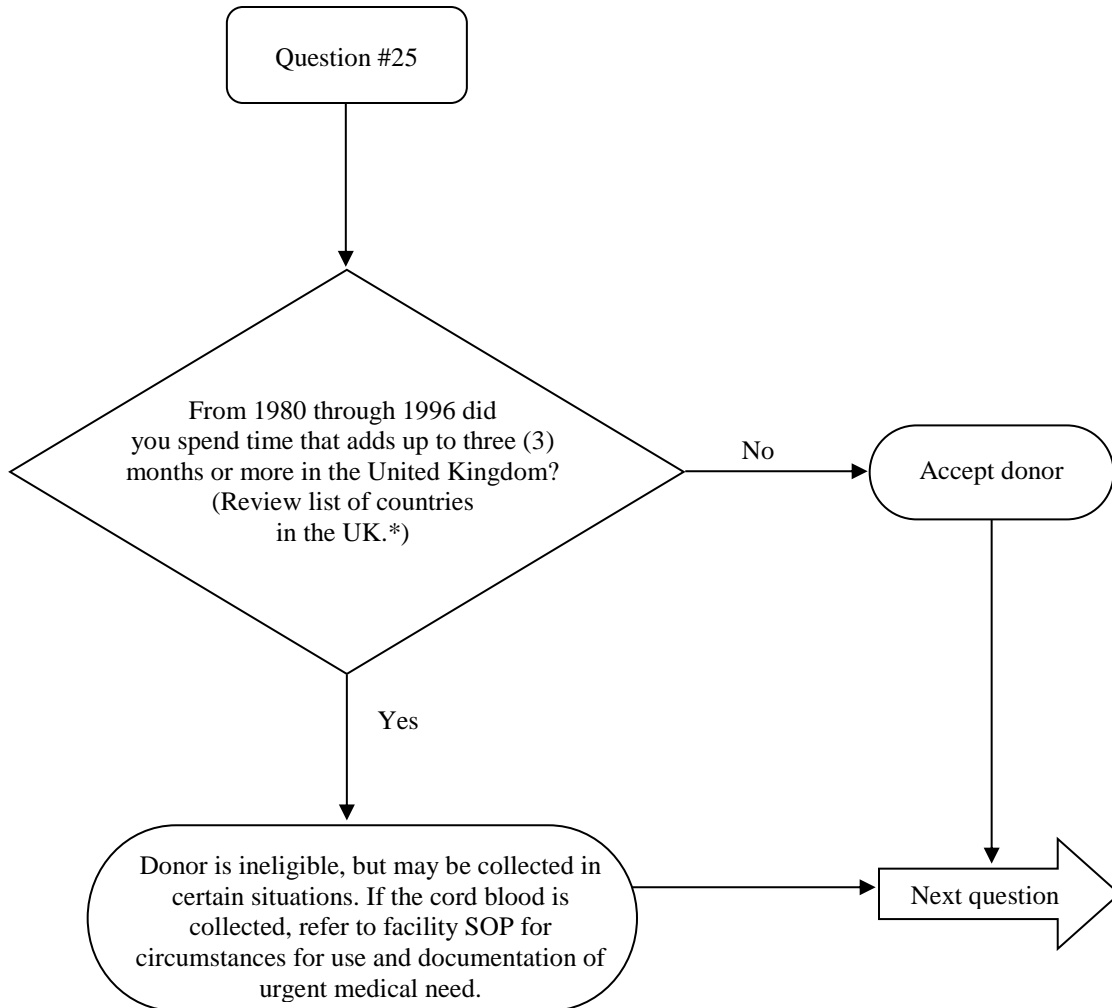 Question #25
From 1980 through 1996 did
you spend time that adds up to three (3)
months or more in the United Kingdom?
(Review list of countries
in the UK.*)
No
Accept donor
Yes
Donor is ineligible, but may be collected in
certain situations. If the cord blood is
collected, refer to facility SOP for
circumstances for use and documentation of
urgent medical need.
Next question